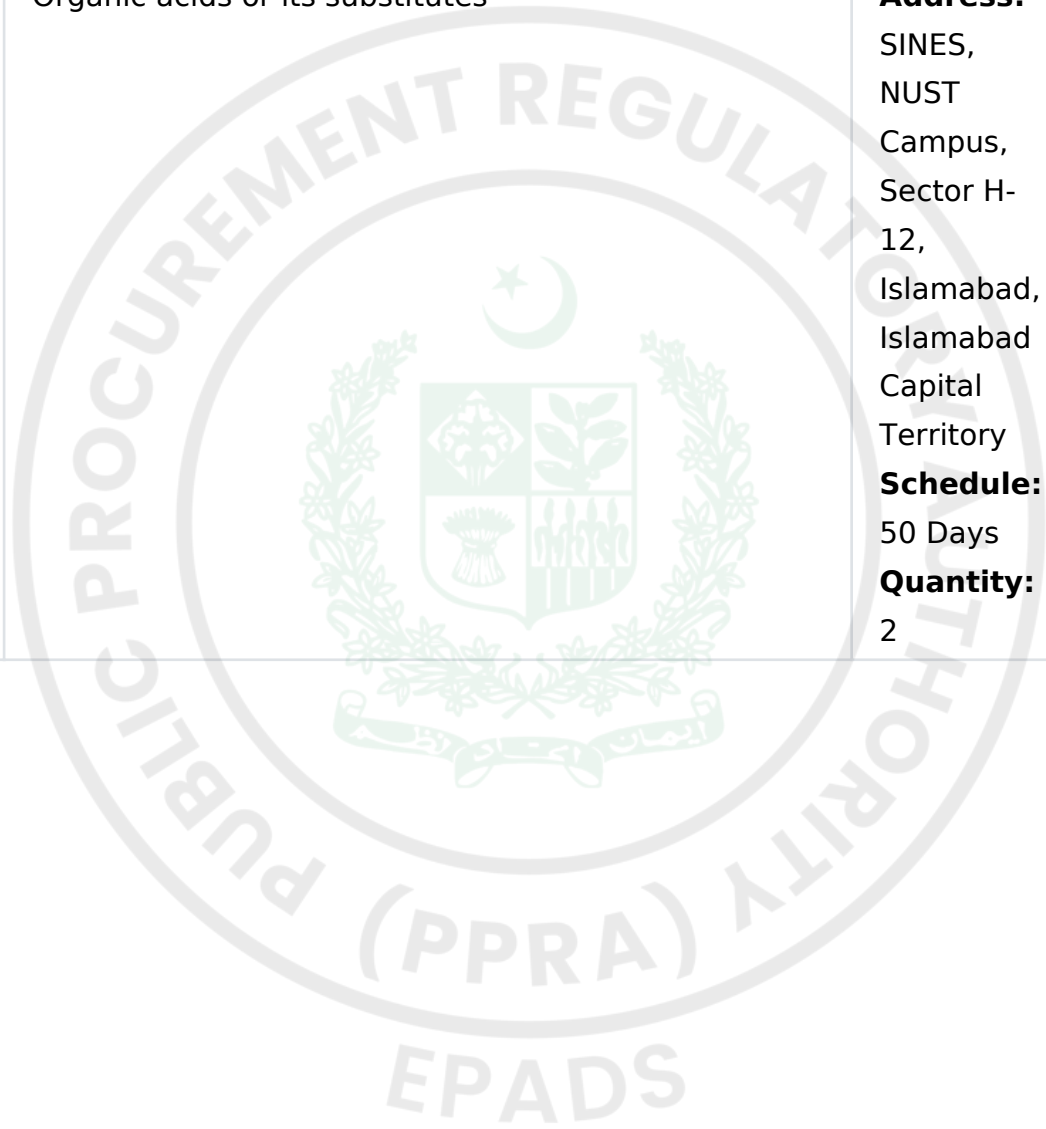 Organic acids or its substitutes
Address:
SINES,
NUST
Campus,
Sector H-
12,
Islamabad,
Islamabad
Capital
Territory
Schedule:
50 Days
Quantity:
2
PUBLIC PROCUREMENT REGULATORY AUTHORITY
(PPRA)
EPADS